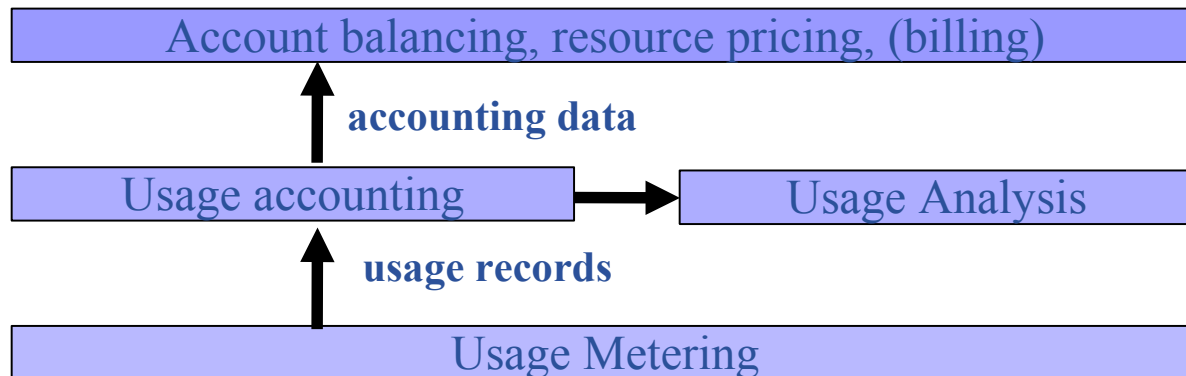 Account balancing, resource pricing, (billing)
accounting data
Usage accounting
Usage Analysis
usage records
Usage Metering